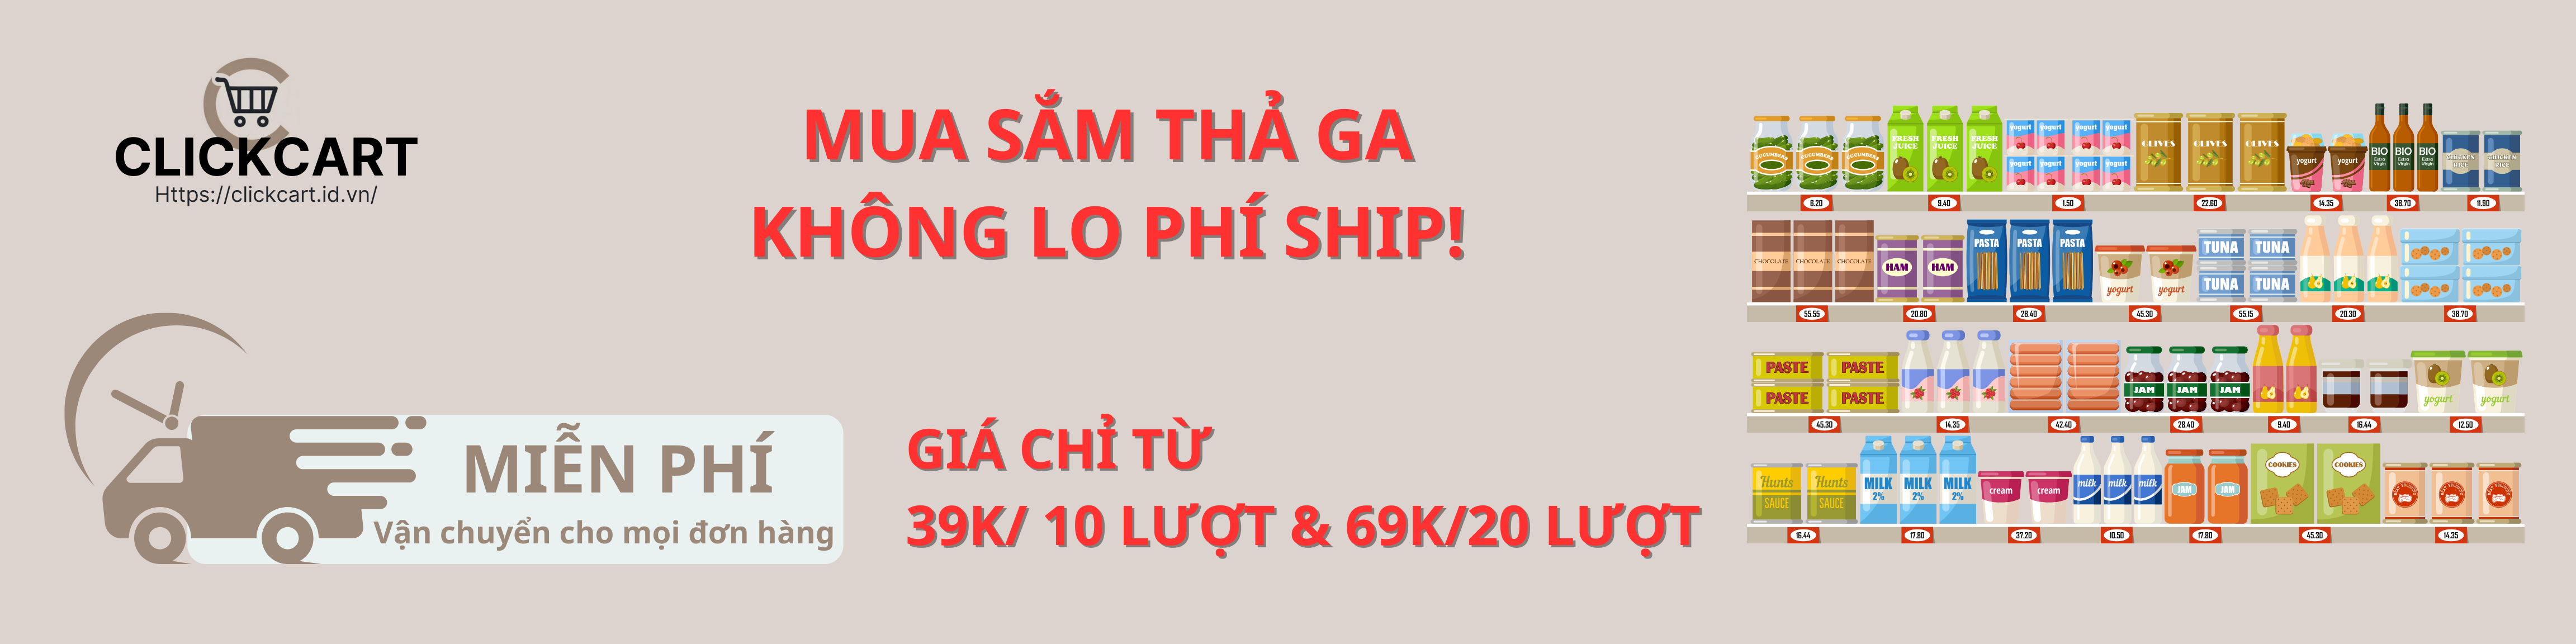 CLICKCART
Https://clickcart.id.vn/
MUA SẮM THẢ GA
KHÔNG LO PHÍ SHIP!
MIỄN PHÍ
Vận chuyển cho mọi đơn hàng
GIÁ CHỈ TỪ
39K/ 10 LƯỢT & 69K/20 LƯỢT
CUCUMBERS CUCUMBERS CUCUMBERS FRESH JUICE FRESH JUICE FRESH JUICE yogurt yogurt yogurt yogurt yogurt yogurt yogurt yogurt OLIVES OLIVES OLIVES yogurt yogurt BIO Extra Virgin BIO Extra Virgin BIO Extra Virgin CHICKEN RICE CHICKEN RICE
6.20 9.40 1.50 22.60 14.35 38.70 11.90
CHOCOLATE CHOCOLATE CHOCOLATE HAM HAM PASTA PASTA PASTA yogurt yogurt TUNA TUNA TUNA TUNA
55.55 20.80 28.40 45.30 55.15 20.30 38.70
PASTE PASTE PASTE PASTE JAM JAM JAM yogurt yogurt
45.30 14.35 42.40 28.40 9.40 16.44 12.50
Hunts SAUCE Hunts SAUCE MILK 2% MILK 2% MILK 2% cream cream milk milk milk JAM JAM COOKIES COOKIES
16.44 17.80 37.20 10.50 17.80 45.30 14.35